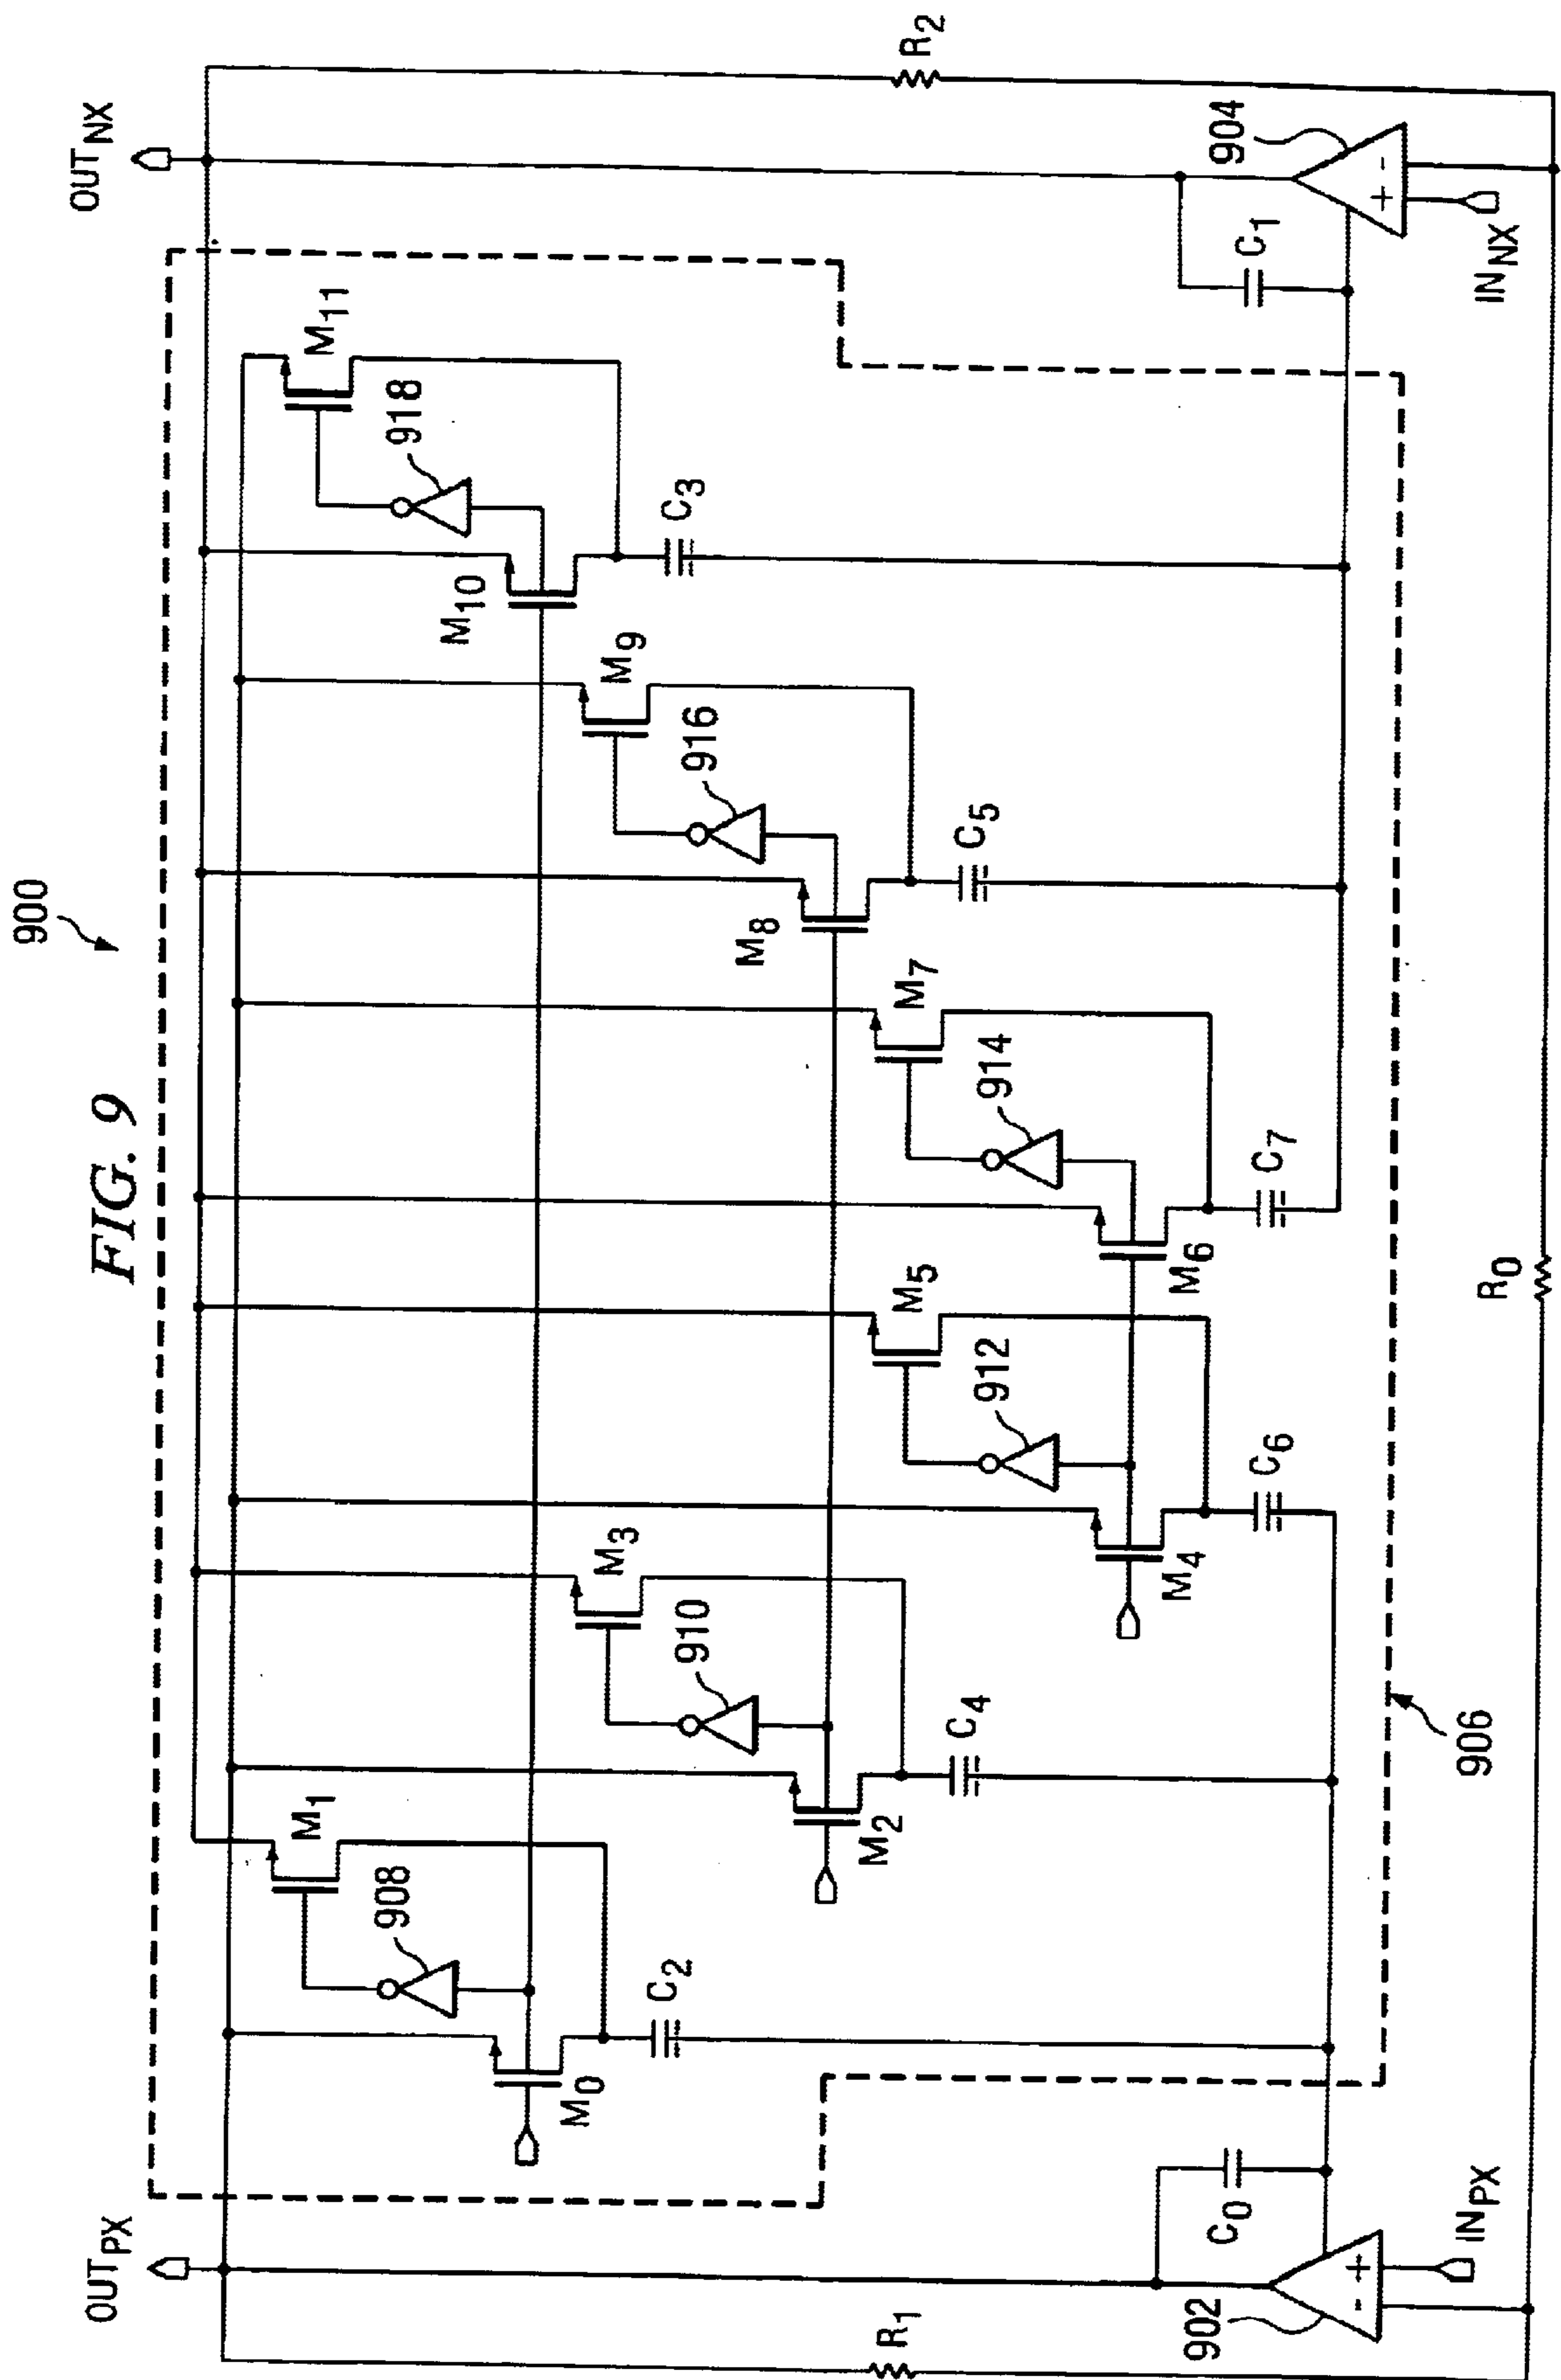 FIG. 9
900
OUT_PX
OUT_NX
M_1
M_11
908
918
M_0
M_10
C_2
C_3
M_3
M_9
910
916
M_2
M_8
C_4
C_5
M_5
M_7
912
914
M_4
M_6
C_6
C_7
906
C_0
C_1
R_1
R_2
902
904
- +
+ -
IN_PX
IN_NX
R_0